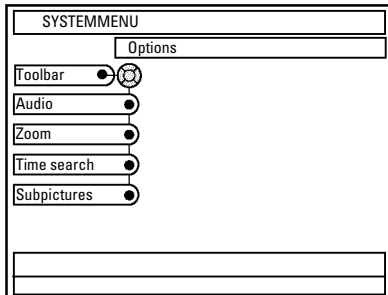 SYSTEMMENU
Options
Toolbar
Audio
Zoom
Time search
Subpictures